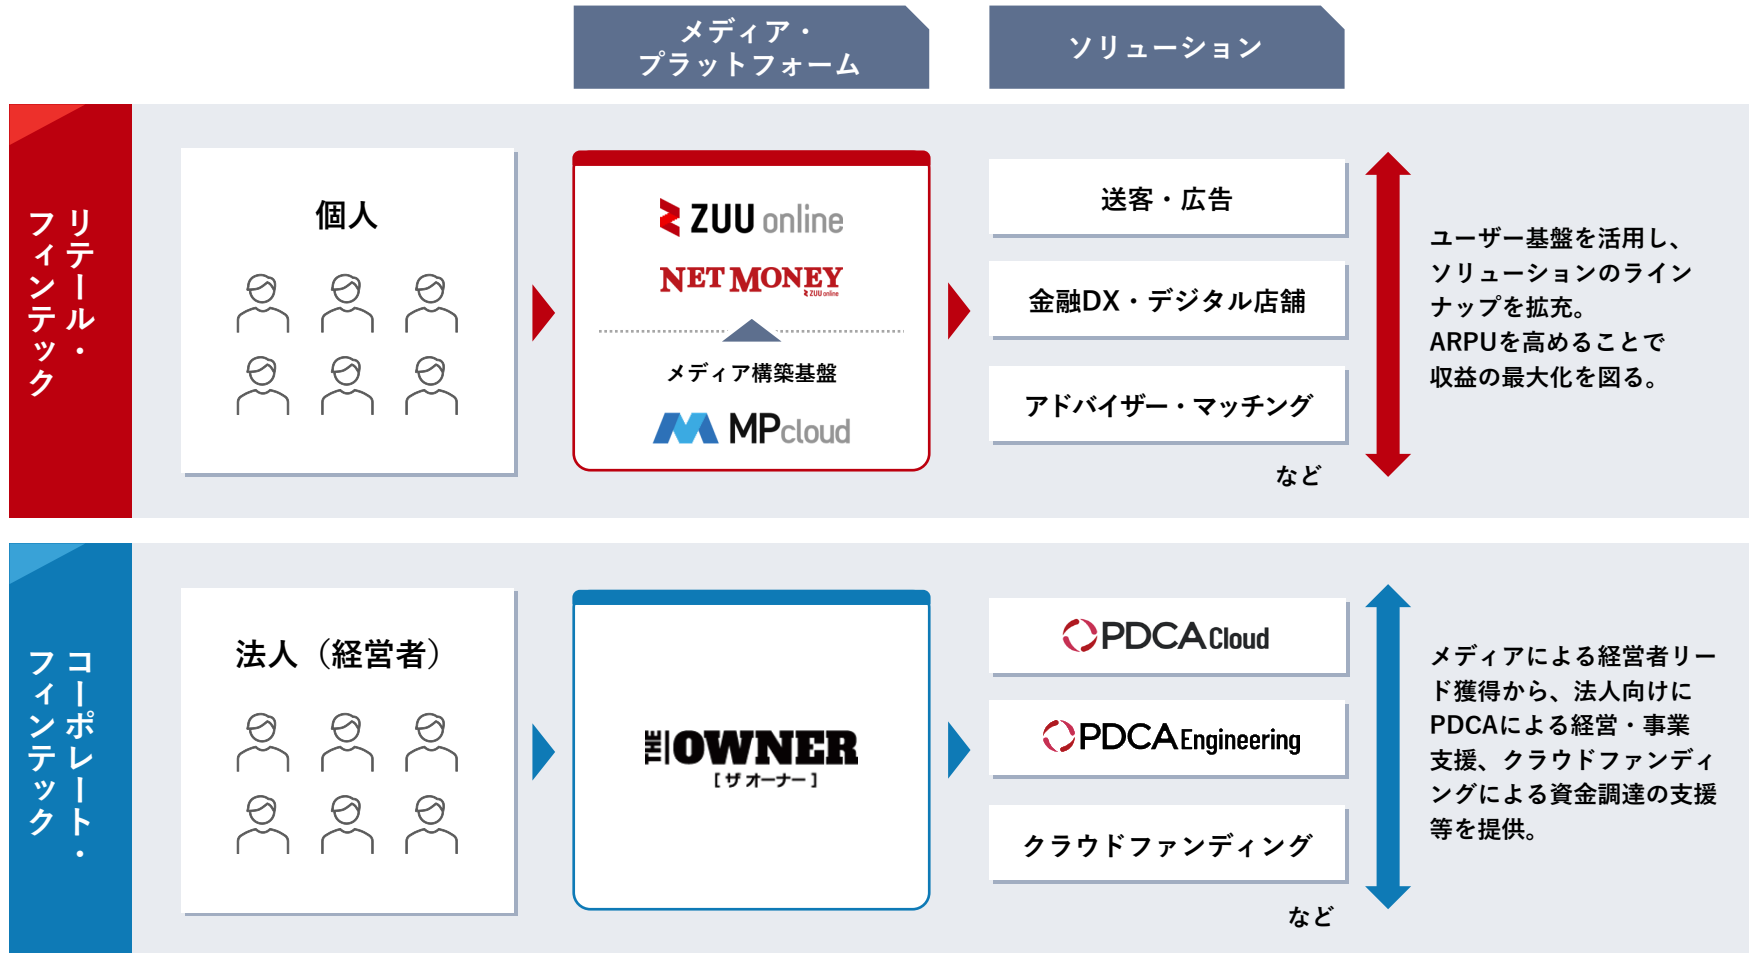 メディア・
プラットフォーム
ソリューション
リテール・
フィンテック
個人
ZUU online
NET MONEY
ZUU online
メディア構築基盤
MPcloud
送客・広告
金融DX・デジタル店舗
アドバイザー・マッチング
など
ユーザー基盤を活用し、
ソリューションのライン
ナップを拡充。
ARPUを高めることで
収益の最大化を図る。
コーポレート・
フィンテック
法人（経営者）
THE OWNER
［ザ オーナー］
PDCA Cloud
PDCA Engineering
クラウドファンディング
など
メディアによる経営者リー
ド獲得から、法人向けに
PDCAによる経営・事業
支援、クラウドファンディ
ングによる資金調達の支援
等を提供。